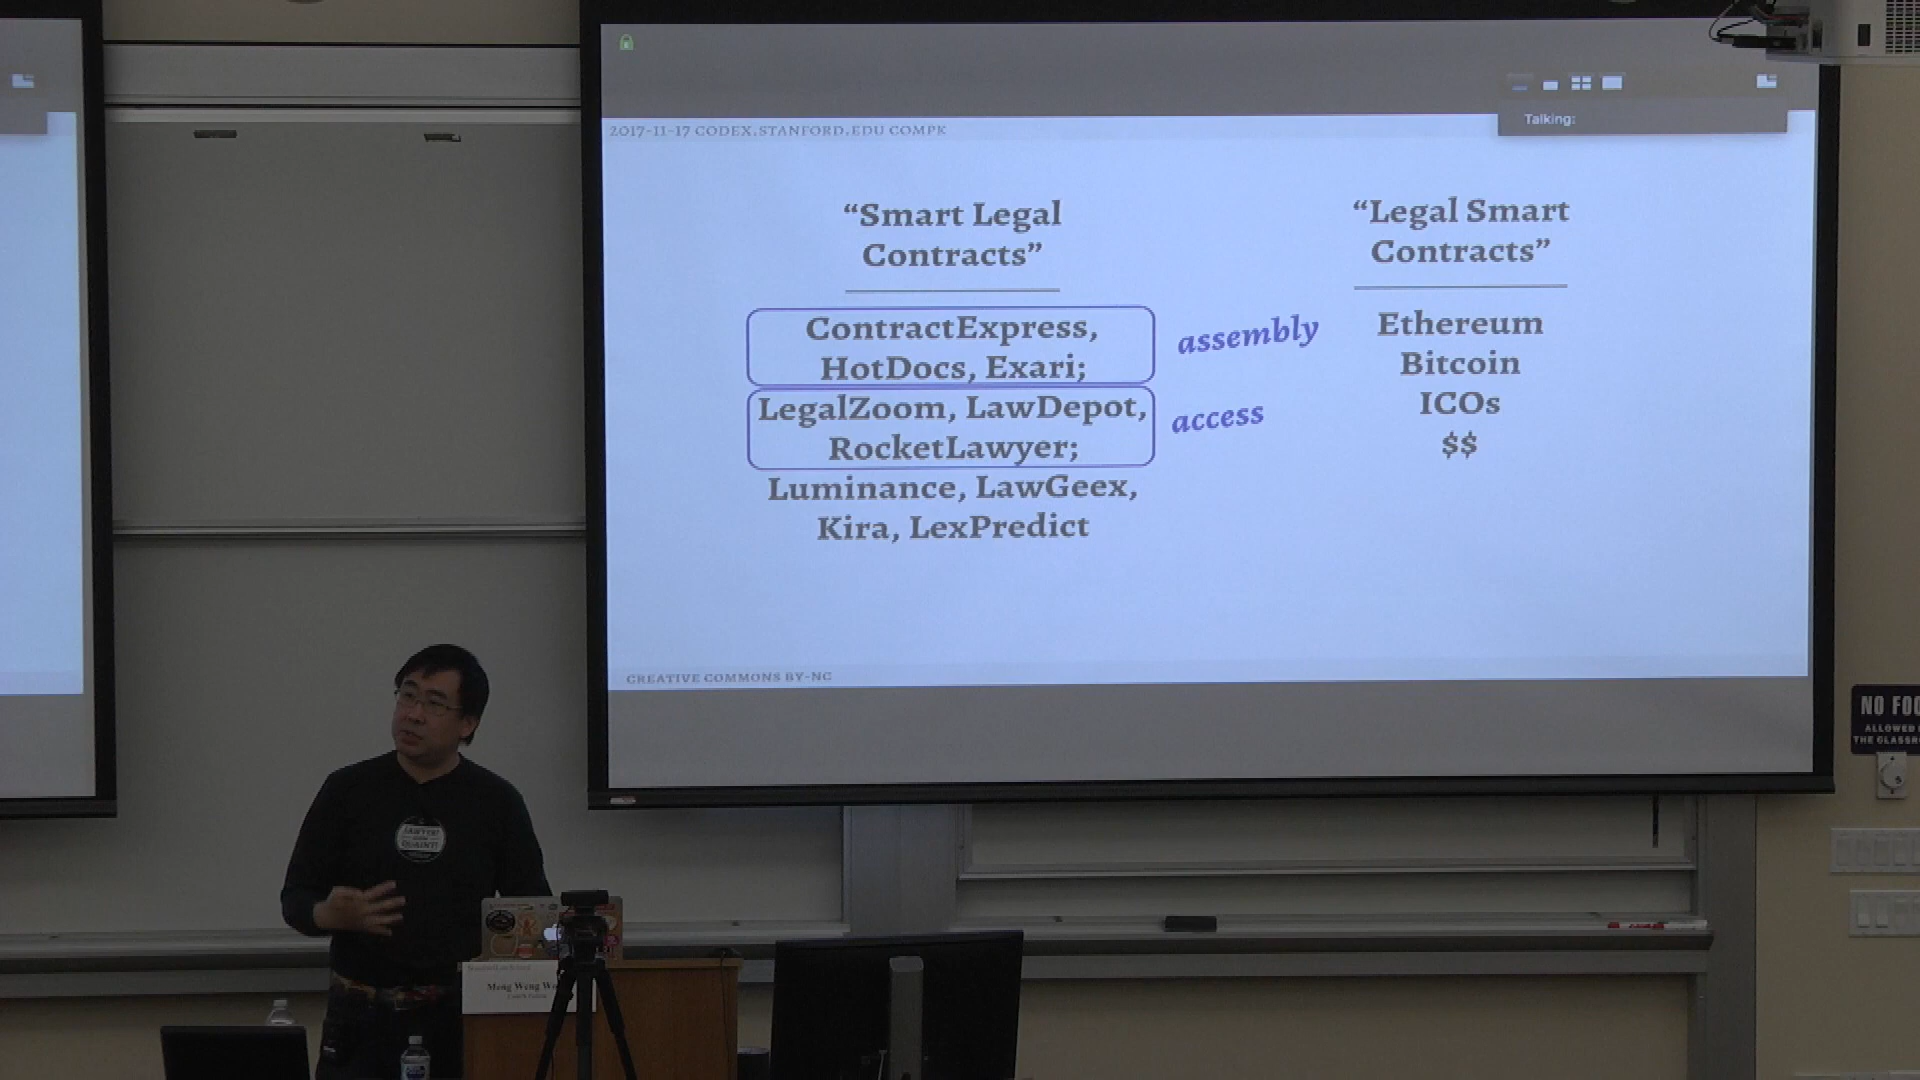 Talking:
2017-11-17 CODEX.STANFORD.EDU COMPK
“Smart Legal
Contracts”
ContractExpress,
HotDocs, Exari;
LegalZoom, LawDepot,
RocketLawyer;
Luminance, LawGeex,
Kira, LexPredict
assembly
access
“Legal Smart
Contracts”
Ethereum
Bitcoin
ICOs
$$
CREATIVE COMMONS BY-NC
NO FOO
ALLOWED
THE CLASSR
Meng Weng